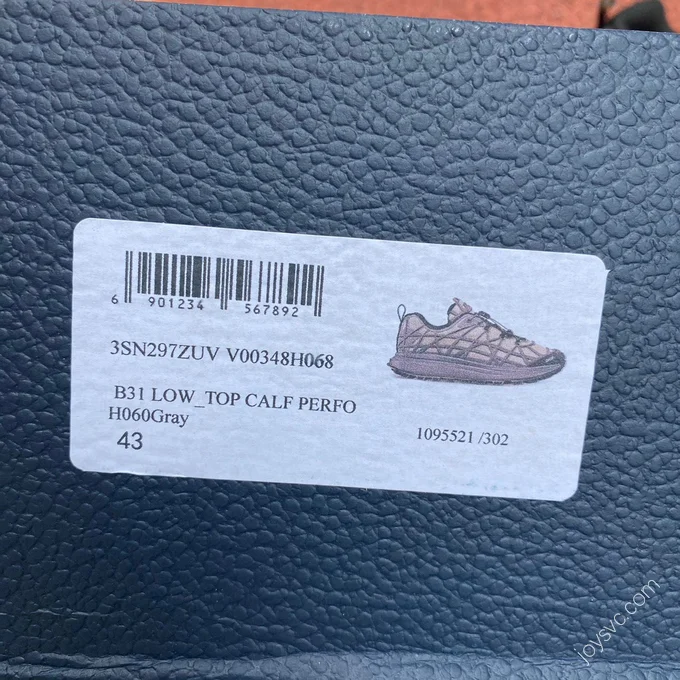 6 901234 567892
3SN297ZUV V00348H068
B31 LOW_TOP CALF PERFO
H060Gray
43
1095521 /302
joysvc.com